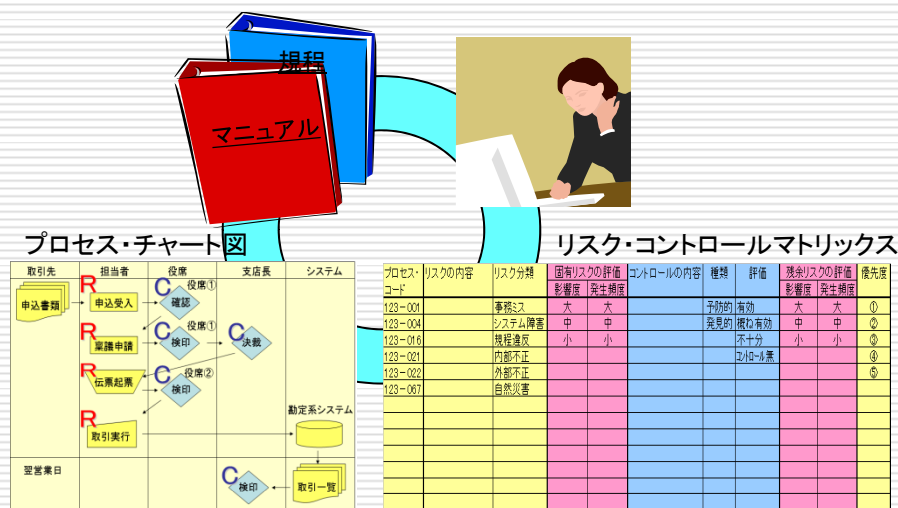 規程
マニュアル
プロセス・チャート図
リスク・コントロールマトリックス
取引先 担当者 役席 支店長 システム
R C 役席①
申込書類 申込受入 確認
R C 役席① C
稟議申請 検印 決裁
R C 役席②
伝票起票 検印
R 勘定系システム
取引実行
翌営業日
C
検印 取引一覧
プロセス・コード リスクの内容 リスク分類 固有リスクの評価 コントロールの内容 種類 評価 残余リスクの評価 優先度
影響度 発生頻度 影響度 発生頻度
123-001 事務ミス 大 大 予防的 有効 大 大 ①
123-004 システム障害 中 中 発見的 概ね有効 中 中 ②
123-016 規程違反 小 小 不十分 小 小 ③
123-021 内部不正 コントロール無 ④
123-022 外部不正 ⑤
123-067 自然災害